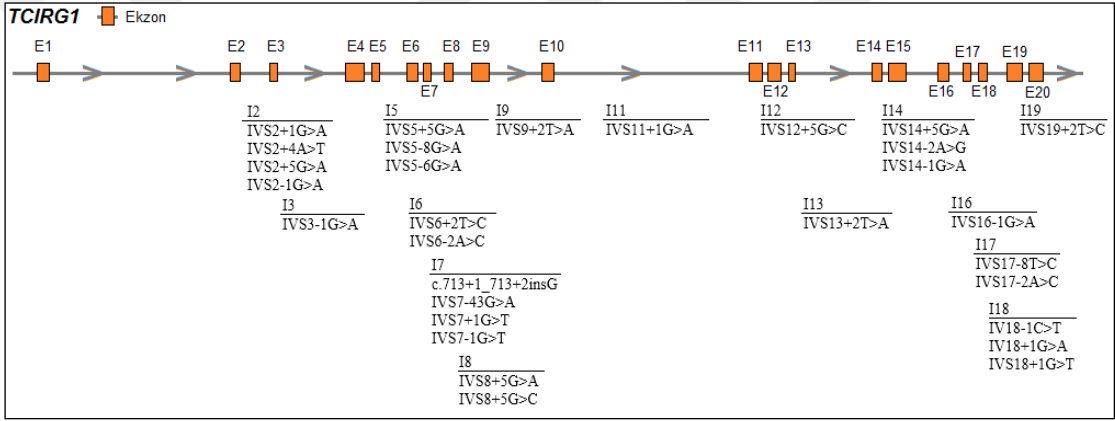 TCIRG1 Ekzon
E1 E2 E3 E4 E5 E6 E8 E9 E10 E11 E13 E14 E15 E17 E19
E7 E12 E16 E18 E20
I2
IVS2+1G>A
IVS2+4A>T
IVS2+5G>A
IVS2-1G>A
I3
IVS3-1G>A
I5
IVS5+5G>A
IVS5-8G>A
IVS5-6G>A
I6
IVS6+2T>C
IVS6-2A>C
I7
c.713+1_713+2insG
IVS7-43G>A
IVS7+1G>T
IVS7-1G>T
I8
IVS8+5G>A
IVS8+5G>C
I9
IVS9+2T>A
I11
IVS11+1G>A
I12
IVS12+5G>C
I13
IVS13+2T>A
I14
IVS14+5G>A
IVS14-2A>G
IVS14-1G>A
I16
IVS16-1G>A
I17
IVS17-8T>C
IVS17-2A>C
I18
IV18-1C>T
IV18+1G>A
IVS18+1G>T
I19
IVS19+2T>C